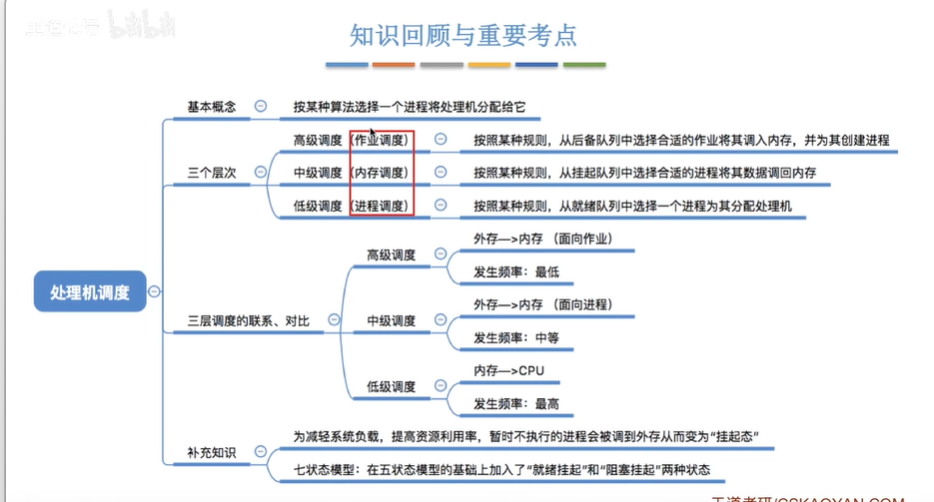 知识回顾与重要考点
基本概念
按某种算法选择一个进程将处理机分配给它
三个层次
高级调度（作业调度）
按照某种规则，从后备队列中选择合适的作业将其调入内存，并为其创建进程
中级调度（内存调度）
按照某种规则，从挂起队列中选择合适的进程将其数据调回内存
低级调度（进程调度）
按照某种规则，从就绪队列中选择一个进程为其分配处理机
处理机调度
三层调度的联系、对比
高级调度
外存—>内存 （面向作业）
发生频率：最低
中级调度
外存—>内存 （面向进程）
发生频率：中等
低级调度
内存—>CPU
发生频率：最高
补充知识
为减轻系统负载，提高资源利用率，暂时不执行的进程会被调到外存从而变为“挂起态”
七状态模型：在五状态模型的基础上加入了“就绪挂起”和“阻塞挂起”两种状态
王道考研/CSKAOYAN.COM